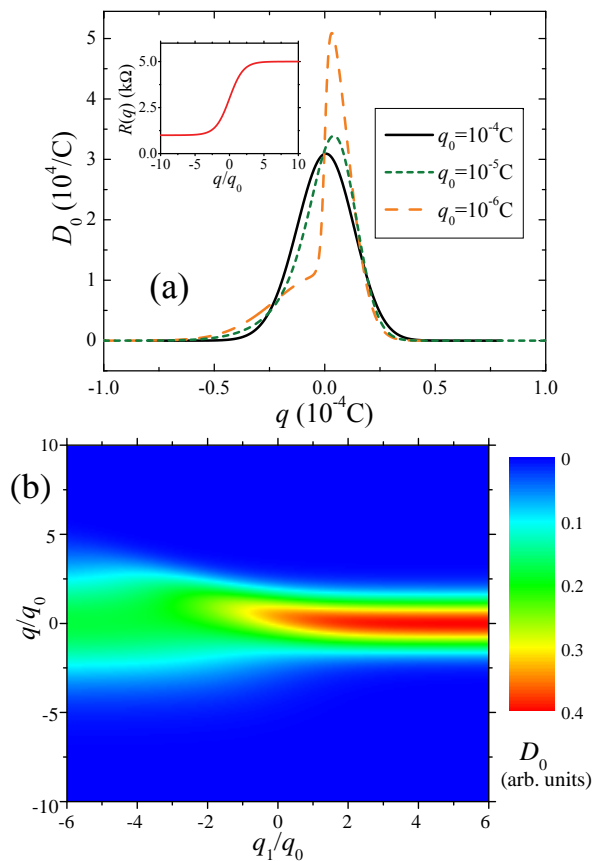 5
4
3
2
1
0
D₀ (10⁴/C)
R(q) (kΩ)
5.0
2.5
0.0
-10 -5 0 5 10
q/q₀
q₀=10⁻⁴C
q₀=10⁻⁵C
q₀=10⁻⁶C
(a)
-1.0 -0.5 0.0 0.5 1.0
q (10⁻⁴C)
(b)
10
5
0
-5
-10
q/q₀
-6 -4 -2 0 2 4 6
q₁/q₀
0
0.1
0.2
0.3
0.4
D₀
(arb. units)